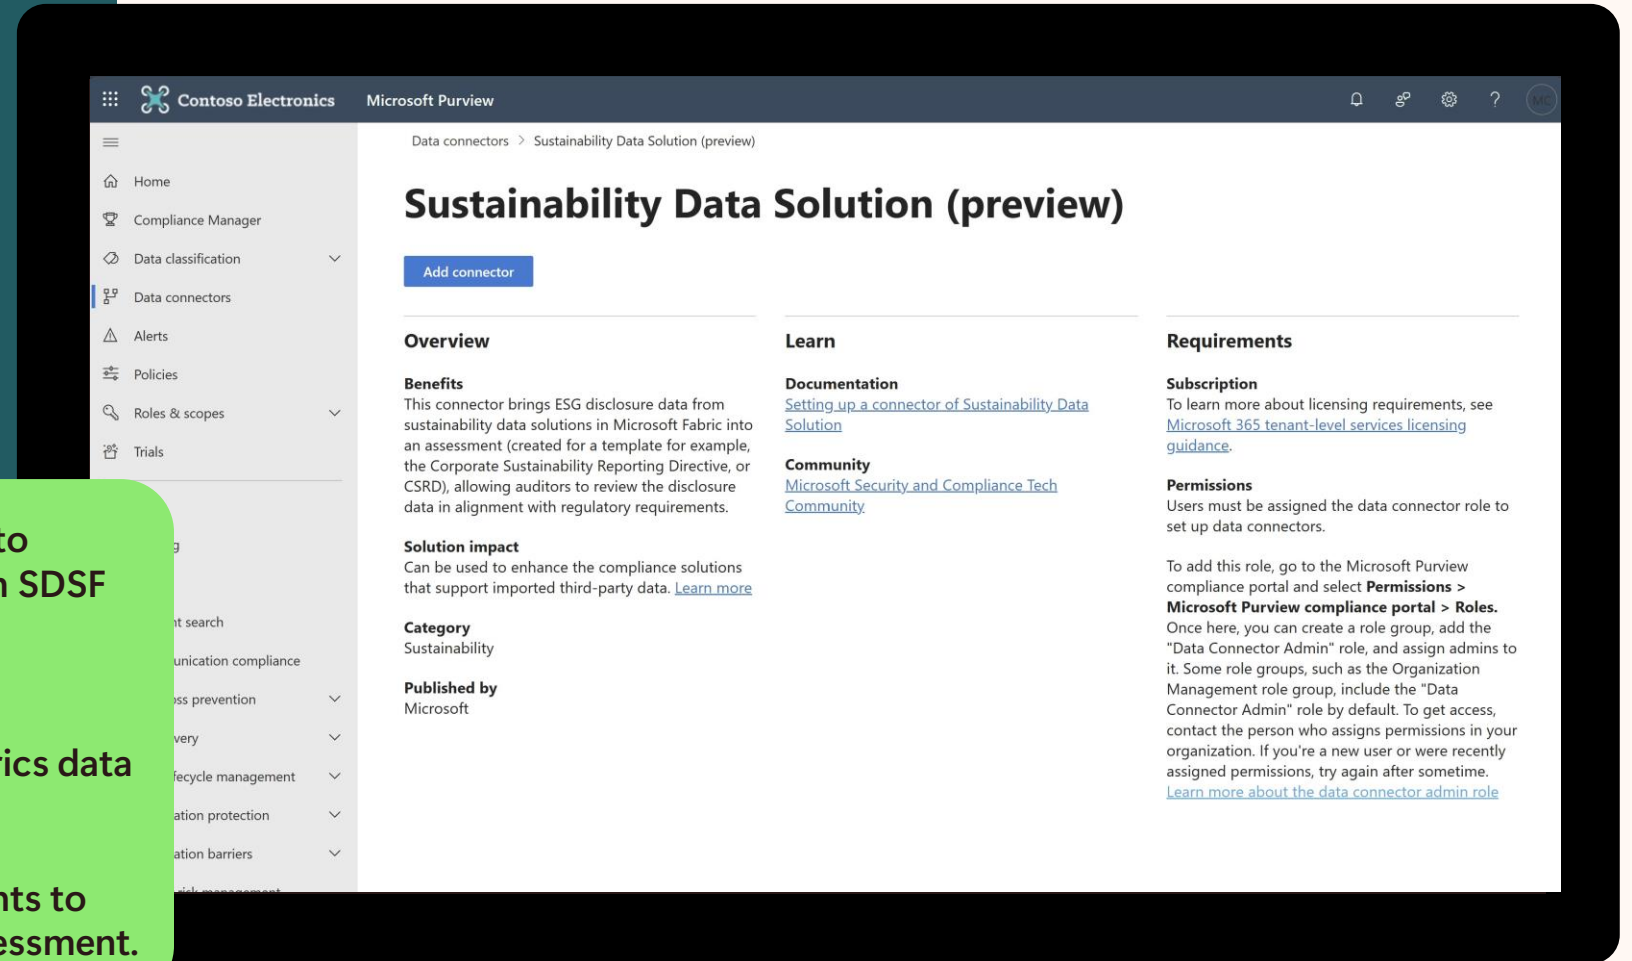 Contoso Electronics
Microsoft Purview
MC
Data connectors > Sustainability Data Solution (preview)
Home
Compliance Manager
Data classification
Data connectors
Alerts
Policies
Roles & scopes
Trials
Sustainability Data Solution (preview)
Add connector
Overview
Benefits
This connector brings ESG disclosure data from
sustainability data solutions in Microsoft Fabric into
an assessment (created for a template for example,
the Corporate Sustainability Reporting Directive, or
CSRD), allowing auditors to review the disclosure
data in alignment with regulatory requirements.
Solution impact
Can be used to enhance the compliance solutions
that support imported third-party data. Learn more
Category
Sustainability
Published by
Microsoft
Learn
Documentation
Setting up a connector of Sustainability Data
Solution
Community
Microsoft Security and Compliance Tech
Community
Requirements
Subscription
To learn more about licensing requirements, see
Microsoft 365 tenant-level services licensing
guidance.
Permissions
Users must be assigned the data connector role to
set up data connectors.
To add this role, go to the Microsoft Purview
compliance portal and select Permissions >
Microsoft Purview compliance portal > Roles.
Once here, you can create a role group, add the
"Data Connector Admin" role, and assign admins to
it. Some role groups, such as the Organization
Management role group, include the "Data
Connector Admin" role by default. To get access,
contact the person who assigns permissions in your
organization. If you're a new user or were recently
assigned permissions, try again after sometime.
Learn more about the data connector admin role
search
compliance
prevention
management
protection
barriers
risk management
to
SDSF
data
to